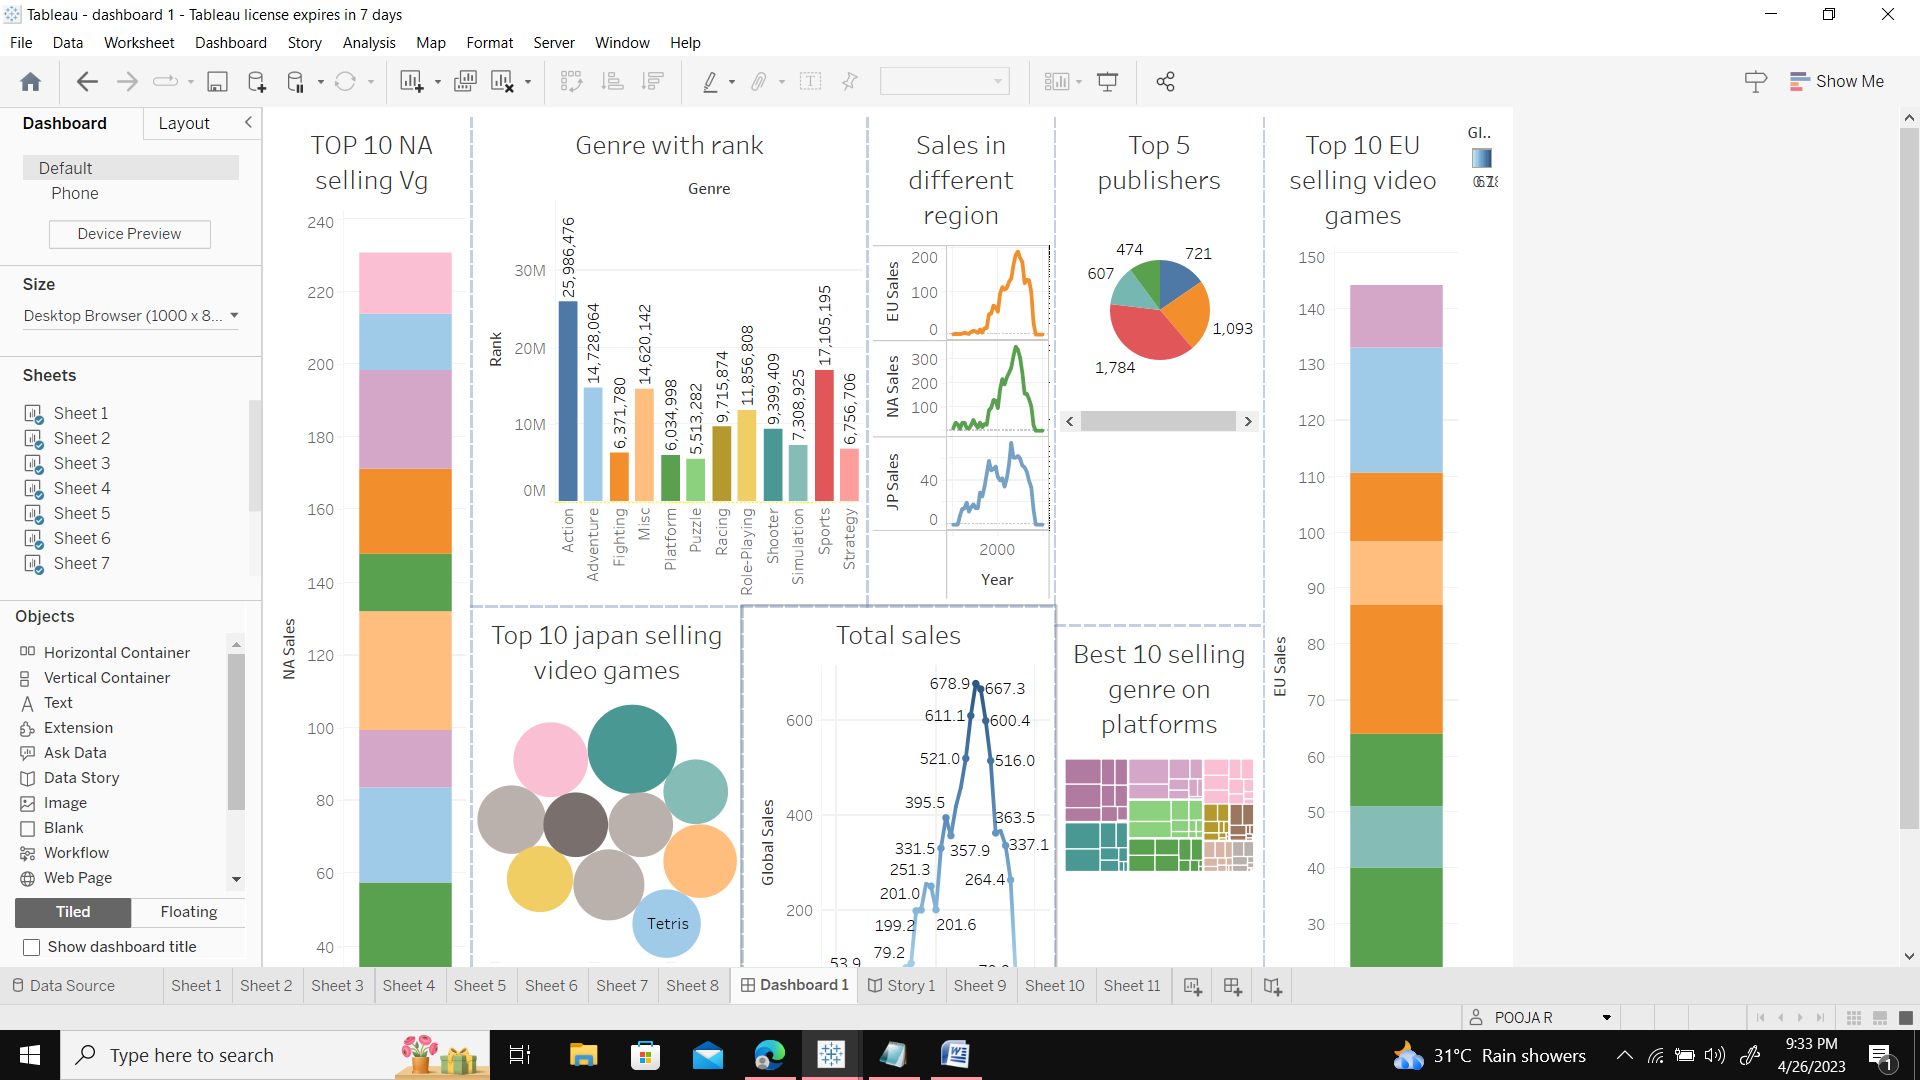 Tableau - dashboard 1 - Tableau license expires in 7 days
File Data Worksheet Dashboard Story Analysis Map Format Server Window Help
Show Me
Dashboard Layout
Default
Phone
Device Preview
Size
Desktop Browser (1000 x 8...
Sheets
Sheet 1
Sheet 2
Sheet 3
Sheet 4
Sheet 5
Sheet 6
Sheet 7
Objects
Horizontal Container
Vertical Container
Text
Extension
Ask Data
Data Story
Image
Blank
Workflow
Web Page
Tiled Floating
Show dashboard title
TOP 10 NA
selling Vg
240
220
200
180
160
140
120
100
80
60
40
NA Sales
Genre with rank
Genre
Rank
30M
20M
10M
0M
25,986,476
14,728,064
6,371,780
14,620,142
6,034,998
5,513,282
9,715,874
11,856,808
9,399,409
7,308,925
17,105,195
6,756,706
Action
Adventure
Fighting
Misc
Platform
Puzzle
Racing
Role-Playing
Shooter
Simulation
Sports
Strategy
Sales in
different
region
EU Sales
200
100
0
NA Sales
300
200
100
JP Sales
40
0
2000
Year
Top 5
publishers
474
721
607
1,093
1,784
Top 10 EU
selling video
games
150
140
130
120
110
100
90
80
70
60
50
40
30
EU Sales
Gl..
Top 10 japan selling
video games
Tetris
Total sales
Global Sales
600
400
200
678.9
667.3
611.1
600.4
521.0
516.0
395.5
363.5
331.5
357.9
337.1
251.3
264.4
201.0
199.2
201.6
79.2
53.9
Best 10 selling
genre on
platforms
Data Source Sheet 1 Sheet 2 Sheet 3 Sheet 4 Sheet 5 Sheet 6 Sheet 7 Sheet 8 Dashboard 1 Story 1 Sheet 9 Sheet 10 Sheet 11
POOJA R
Type here to search
31°C Rain showers
9:33 PM
4/26/2023
1